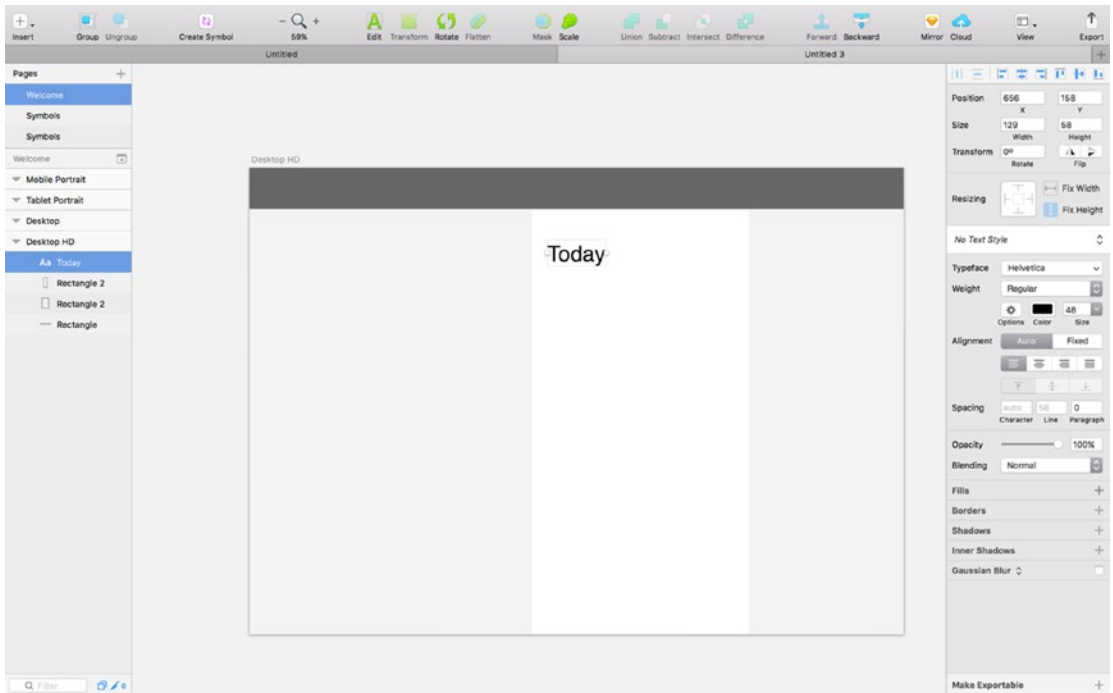 Insert Group Ungroup Create Symbol 59% Edit Transform Rotate Flatten Mask Scale Union Subtract Intersect Difference Forward Backward Mirror Cloud View Export
Untitled Untitled 3
Pages
Welcome
Symbols
Symbols
Welcome
Mobile Portrait
Tablet Portrait
Desktop
Desktop HD
Aa Today
Rectangle 2
Rectangle 2
Rectangle
Filter 0
Desktop HD
Today
Position 656 158
X Y
Size 129 58
Width Height
Transform 0º
Rotate Flip
Resizing Fix Width
Fix Height
No Text Style
Typeface Helvetica
Weight Regular
48
Options Color Size
Alignment Auto Fixed
Spacing auto 58 0
Character Line Paragraph
Opacity 100%
Blending Normal
Fills
Borders
Shadows
Inner Shadows
Gaussian Blur
Make Exportable